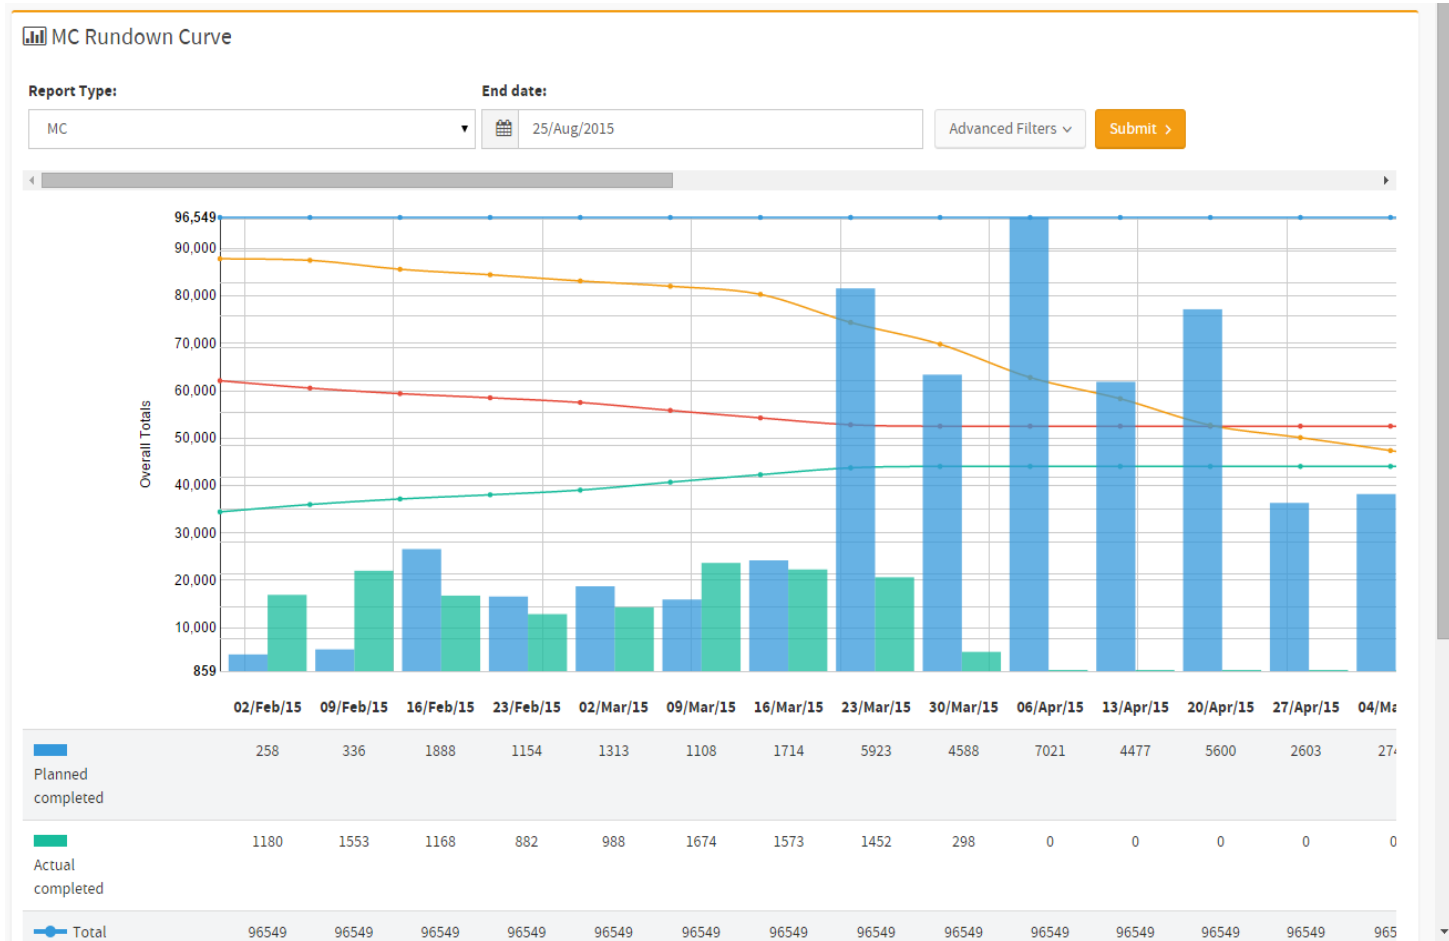 MC Rundown Curve
Report Type: End date:
MC 25/Aug/2015 Advanced Filters Submit
96,549
90,000
80,000
70,000
60,000
50,000
40,000
30,000
20,000
10,000
859
Overall Totals
02/Feb/15 09/Feb/15 16/Feb/15 23/Feb/15 02/Mar/15 09/Mar/15 16/Mar/15 23/Mar/15 30/Mar/15 06/Apr/15 13/Apr/15 20/Apr/15 27/Apr/15 04/Ma
258 336 1888 1154 1313 1108 1714 5923 4588 7021 4477 5600 2603 27
Planned
completed
1180 1553 1168 882 988 1674 1573 1452 298 0 0 0 0 0
Actual
completed
Total 96549 96549 96549 96549 96549 96549 96549 96549 96549 96549 96549 96549 96549 965